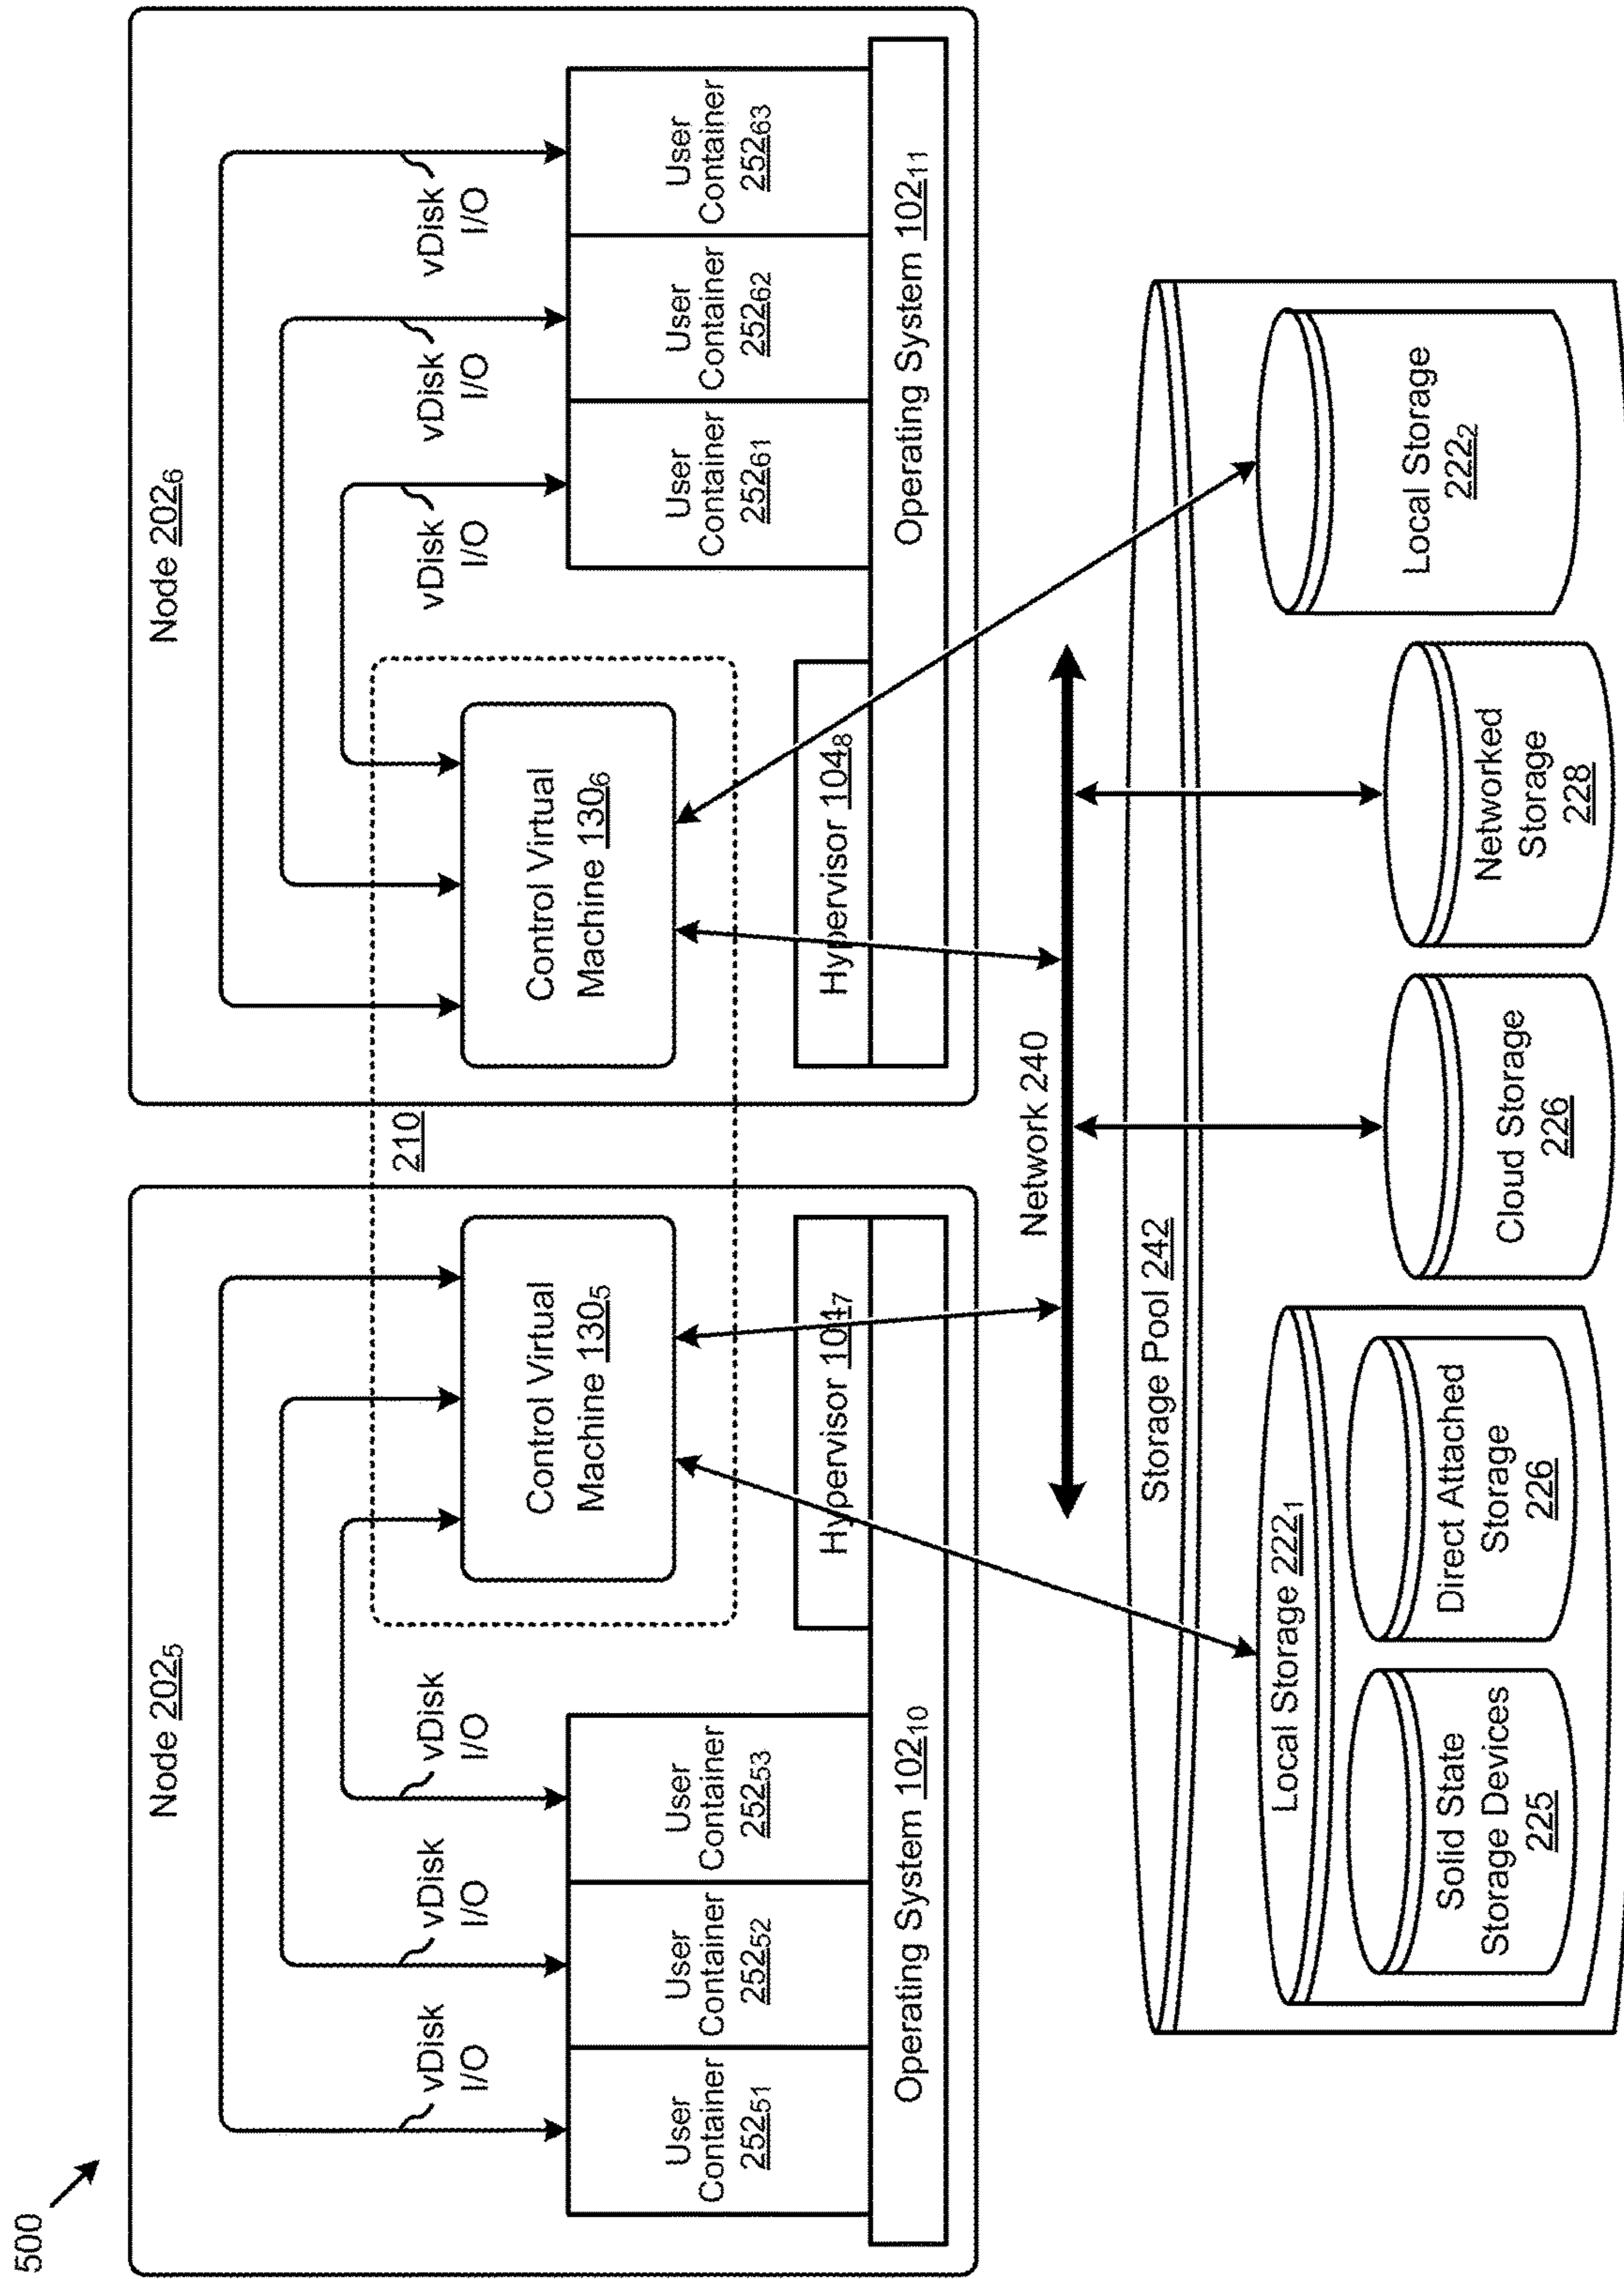 500
Node 202₅
vDisk
I/O
vDisk
I/O
vDisk
I/O
User
Container
252₅₁
User
Container
252₅₂
User
Container
252₅₃
Control Virtual
Machine 130₅
Hypervisor 104₇
Operating System 102₁₀
210
Node 202₆
Control Virtual
Machine 130₆
Hypervisor 104₈
vDisk
I/O
vDisk
I/O
vDisk
I/O
User
Container
252₆₁
User
Container
252₆₂
User
Container
252₆₃
Operating System 102₁₁
Network 240
Storage Pool 242
Local Storage 222₁
Solid State
Storage Devices
225
Direct Attached
Storage
226
Cloud Storage
226
Networked
Storage
228
Local Storage
222₂